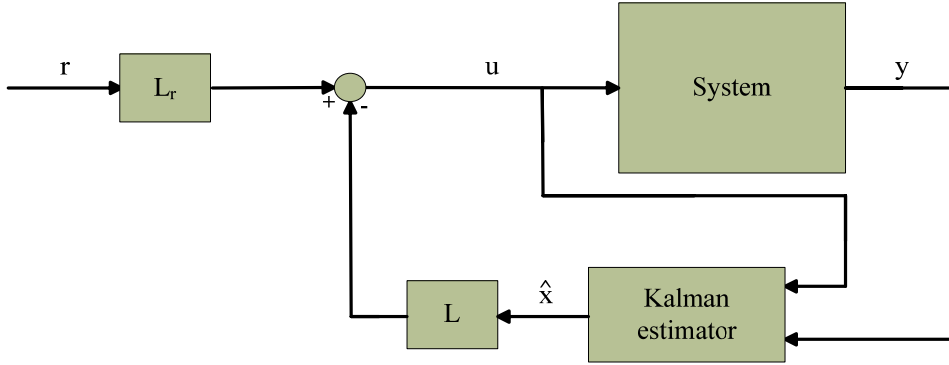 r
Lᵣ
+
-
u
System
y
L
x̂
Kalman
estimator